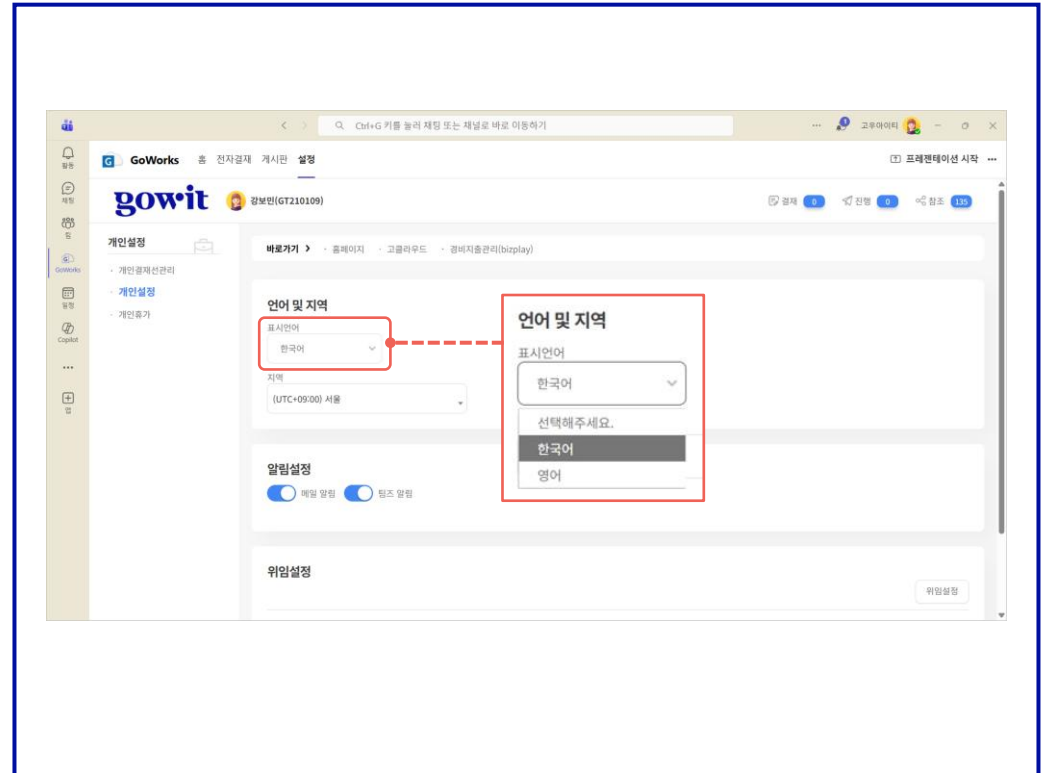 Ctrl+G 키를 눌러 채팅 또는 채널로 바로 이동하기
고우아이티
활동
채팅
팀
GoWorks
일정
Copilot
앱
GoWorks 홈 전자결재 게시판 설정
프레젠테이션 시작
gowit 강보민(GT210109)
결재 0 진행 0 참조 135
개인설정
· 개인결재선관리
· 개인설정
· 개인휴가
바로가기 > · 홈페이지 · 고클라우드 · 경비지출관리(bizplay)
언어 및 지역
표시언어
한국어
지역
(UTC+09:00) 서울
언어 및 지역
표시언어
한국어
선택해주세요.
한국어
영어
알림설정
메일 알림 팀즈 알림
위임설정
위임설정